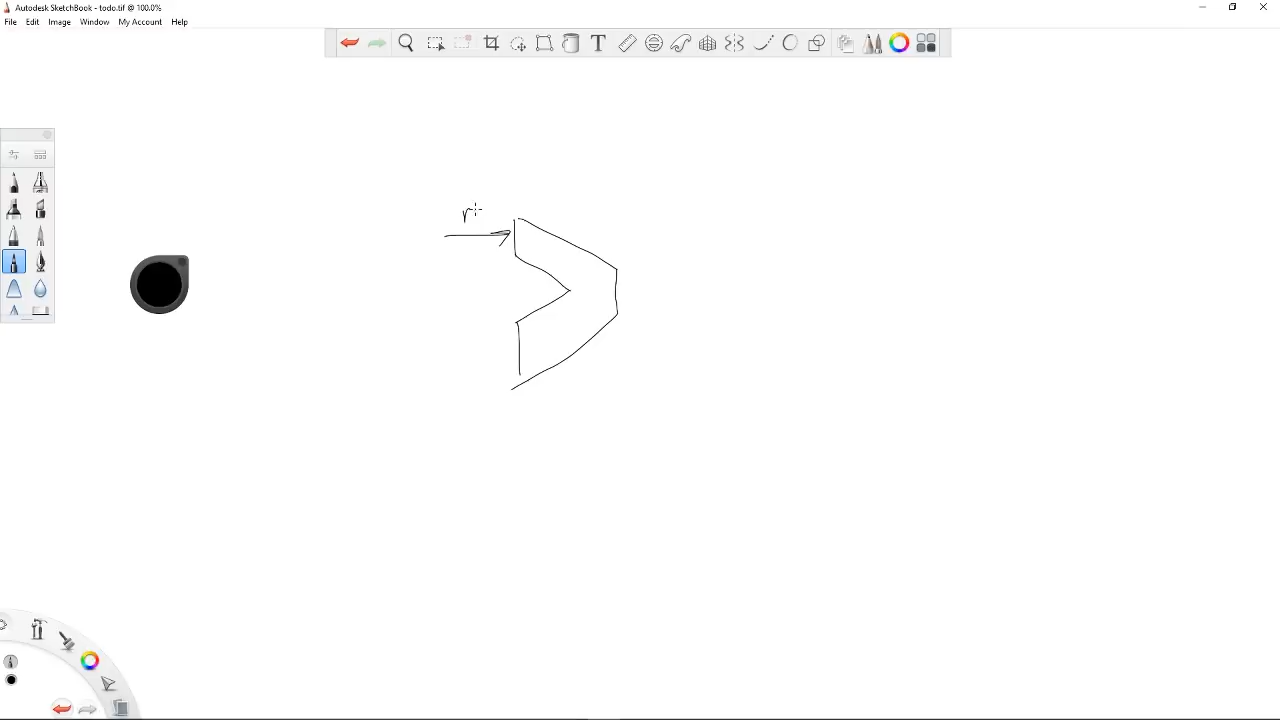 Autodesk SketchBook - todo.tif @ 100.0%
File Edit Image Window My Account Help
T
r